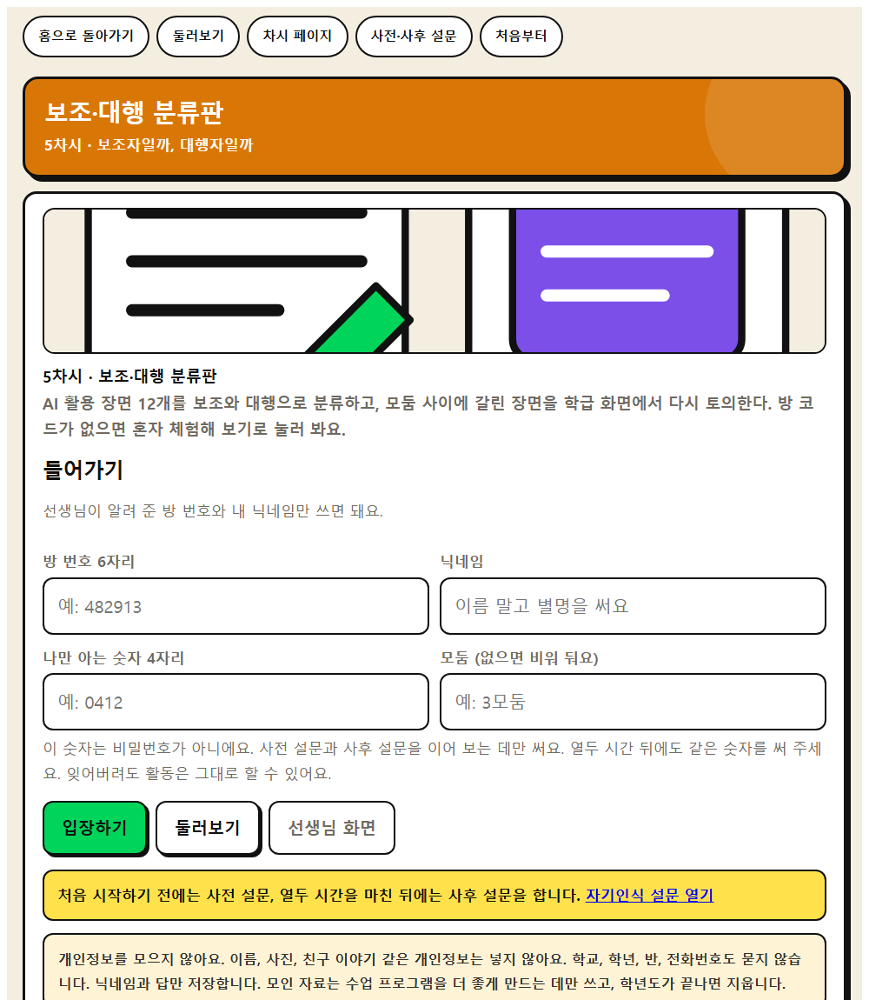 홈으로 돌아가기
둘러보기
차시 페이지
사전·사후 설문
처음부터
보조·대행 분류판
5차시 · 보조자일까, 대행자일까
5차시 · 보조·대행 분류판
AI 활용 장면 12개를 보조와 대행으로 분류하고, 모둠 사이에 갈린 장면을 학급 화면에서 다시 토의한다. 방 코
드가 없으면 혼자 체험해 보기로 눌러 봐요.
들어가기
선생님이 알려 준 방 번호와 내 닉네임만 쓰면 돼요.
방 번호 6자리
닉네임
예: 482913
이름 말고 별명을 써요
나만 아는 숫자 4자리
모둠 (없으면 비워 둬요)
예: 0412
예: 3모둠
이 숫자는 비밀번호가 아니에요. 사전 설문과 사후 설문을 이어 보는 데만 써요. 열두 시간 뒤에도 같은 숫자를 써 주세
요. 잊어버려도 활동은 그대로 할 수 있어요.
입장하기
둘러보기
선생님 화면
처음 시작하기 전에는 사전 설문, 열두 시간을 마친 뒤에는 사후 설문을 합니다. 자기인식 설문 열기
개인정보를 모으지 않아요. 이름, 사진, 친구 이야기 같은 개인정보는 넣지 않아요. 학교, 학년, 반, 전화번호도 묻지 않습
니다. 닉네임과 답만 저장합니다. 모인 자료는 수업 프로그램을 더 좋게 만드는 데만 쓰고, 학년도가 끝나면 지웁니다.